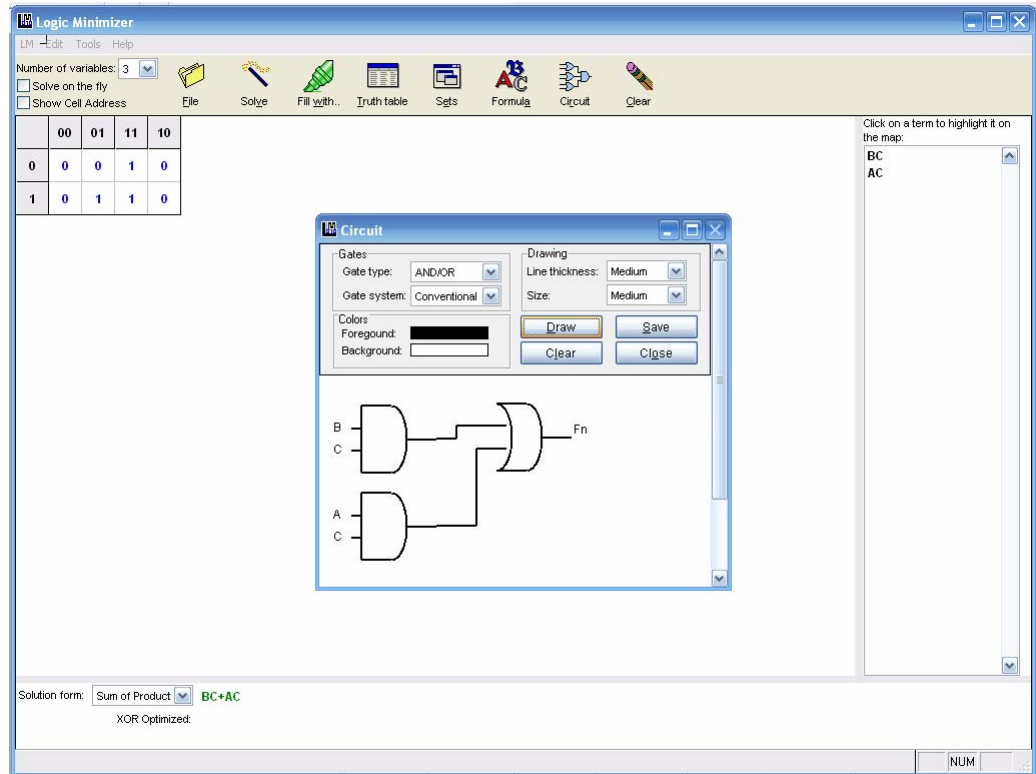 Logic Minimizer
LM Edit Tools Help
Number of variables: 3
Solve on the fly
Show Cell Address
File Solve Fill with.. Truth table Sets Formula Circuit Clear
00 01 11 10
0 0 0 1 0
1 0 1 1 0
Click on a term to highlight it on
the map:
BC
AC
Circuit
Gates
Gate type: AND/OR
Gate system: Conventional
Drawing
Line thickness: Medium
Size: Medium
Colors
Foregound:
Background:
Draw Save
Clear Close
B
C
Fn
A
C
Solution form: Sum of Product BC+AC
XOR Optimized:
NUM